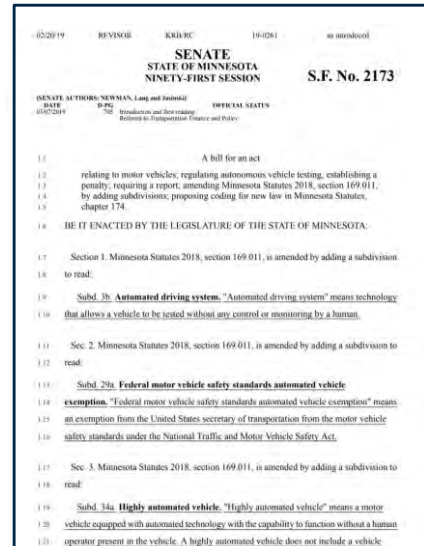 02/20/19 REVISOR KRB/RC 19-0261 as introduced
SENATE
STATE OF MINNESOTA
NINETY-FIRST SESSION
S.F. No. 2173
(SENATE AUTHORS: NEWMAN, Lang and Jasinski)
DATE D-PG OFFICIAL STATUS
03/07/2019 705 Introduction and first reading
Referred to Transportation Finance and Policy
1.1 A bill for an act
1.2 relating to motor vehicles; regulating autonomous vehicle testing, establishing a
1.3 penalty; requiring a report; amending Minnesota Statutes 2018, section 169.011,
1.4 by adding subdivisions; proposing coding for new law in Minnesota Statutes,
1.5 chapter 174.
1.6 BE IT ENACTED BY THE LEGISLATURE OF THE STATE OF MINNESOTA:
1.7 Section 1. Minnesota Statutes 2018, section 169.011, is amended by adding a subdivision
1.8 to read:
1.9 Subd. 3b. Automated driving system. "Automated driving system" means technology
1.10 that allows a vehicle to be tested without any control or monitoring by a human.
1.11 Sec. 2. Minnesota Statutes 2018, section 169.011, is amended by adding a subdivision to
1.12 read:
1.13 Subd. 29a. Federal motor vehicle safety standards automated vehicle
1.14 exemption. "Federal motor vehicle safety standards automated vehicle exemption" means
1.15 an exemption from the United States secretary of transportation from the motor vehicle
1.16 safety standards under the National Traffic and Motor Vehicle Safety Act.
1.17 Sec. 3. Minnesota Statutes 2018, section 169.011, is amended by adding a subdivision to
1.18 read:
1.19 Subd. 34a. Highly automated vehicle. "Highly automated vehicle" means a motor
1.20 vehicle equipped with automated technology with the capability to function without a human
1.21 operator present in the vehicle. A highly automated vehicle does not include a vehicle